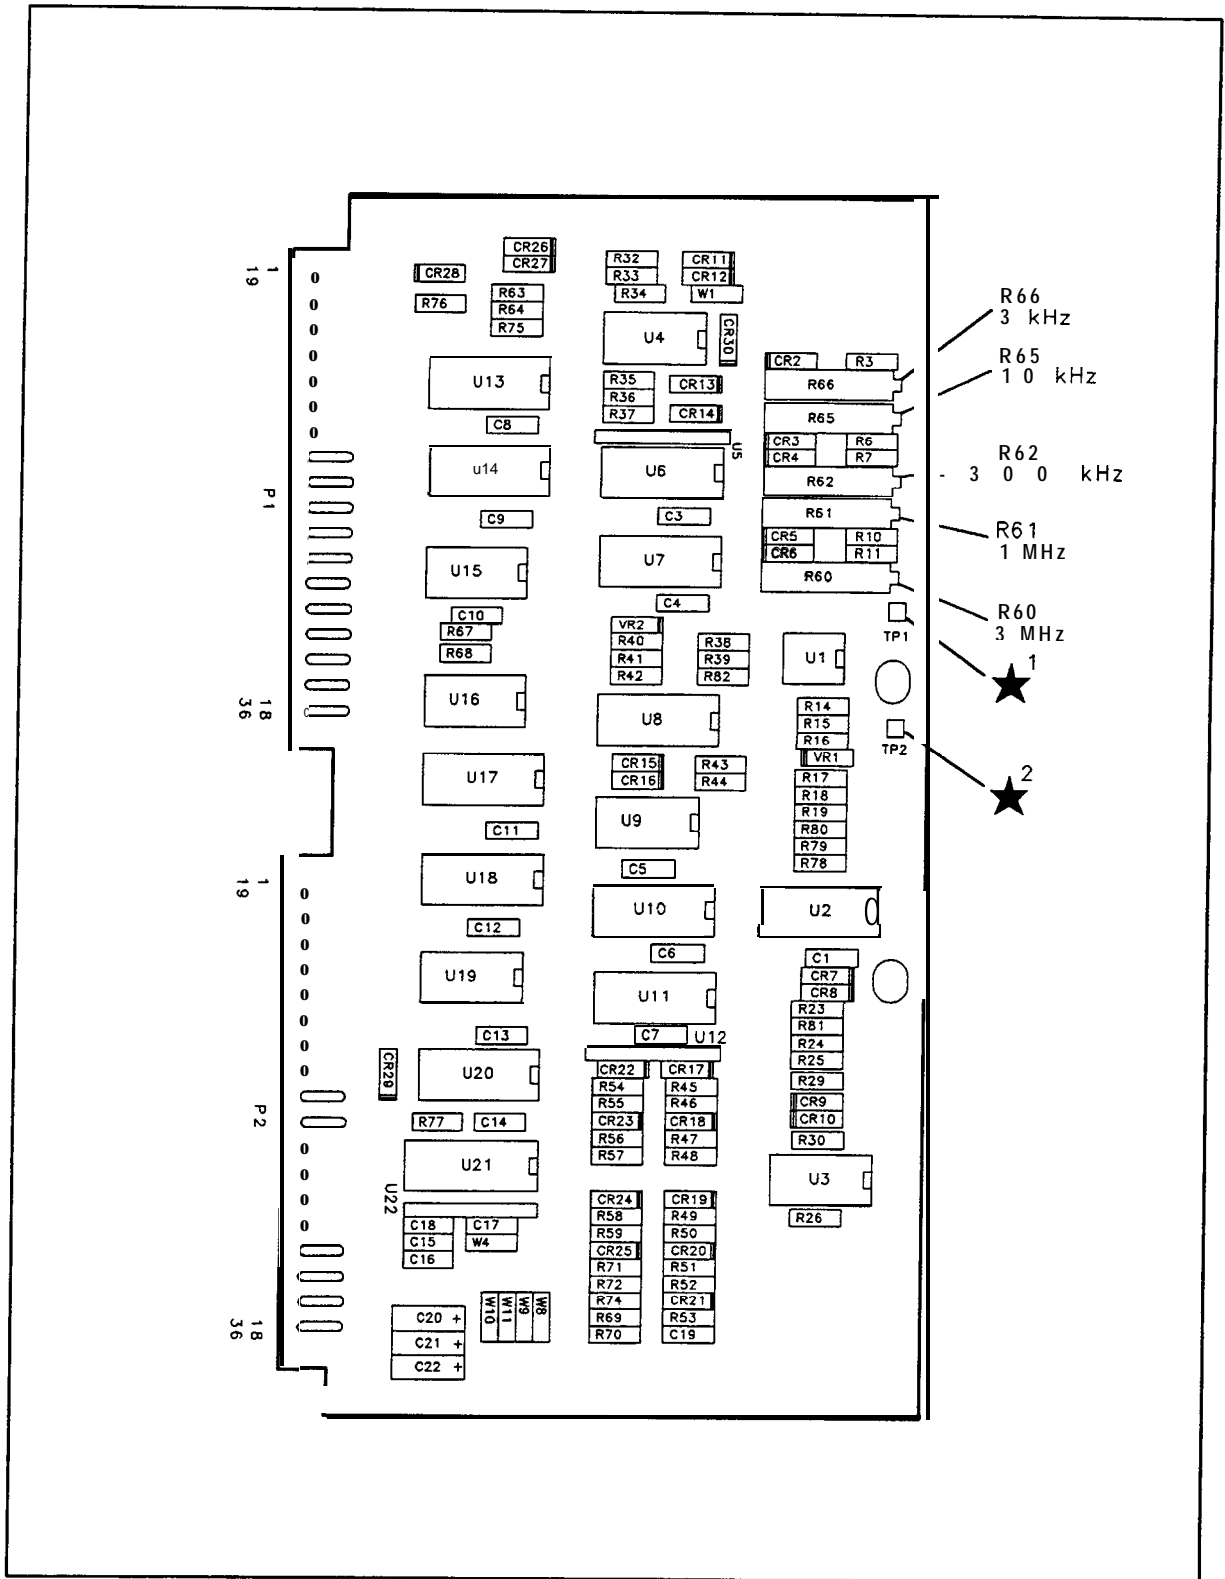 1
19
P1
18
36
1
19
P2
18
36
CR26
CR27
CR28
R76
R63
R64
R75
U13
C8
u14
C9
U15
C10
R67
R68
U16
U17
C11
U18
C12
U19
C13
CR29
U20
R77
C14
U21
U22
C18
C17
C15
W4
C16
C20 +
C21 +
C22 +
W10
W11
W9
W8
R32
R33
R34
CR11
CR12
W1
U4
CR30
R35
R36
R37
CR13
CR14
U5
U6
C3
U7
C4
VR2
R40
R41
R42
R38
R39
R82
U8
CR15
CR16
R43
R44
U9
C5
U10
C6
U11
C7
U12
CR22
CR17
R54
R45
R55
R46
CR23
CR18
R56
R47
R57
R48
CR24
CR19
R58
R49
R59
R50
CR25
CR20
R71
R51
R72
R52
R74
CR21
R69
R53
R70
C19
CR2
R3
R66
R65
CR3
R6
CR4
R7
R62
R61
CR5
R10
CR6
R11
R60
TP1
U1
R14
R15
R16
VR1
TP2
R17
R18
R19
R80
R79
R78
U2
C1
CR7
CR8
R23
R81
R24
R25
R29
CR9
CR10
R30
U3
R26
R66
3 kHz
R65
10 kHz
R62
- 300 kHz
R61
1 MHz
R60
3 MHz
1
2